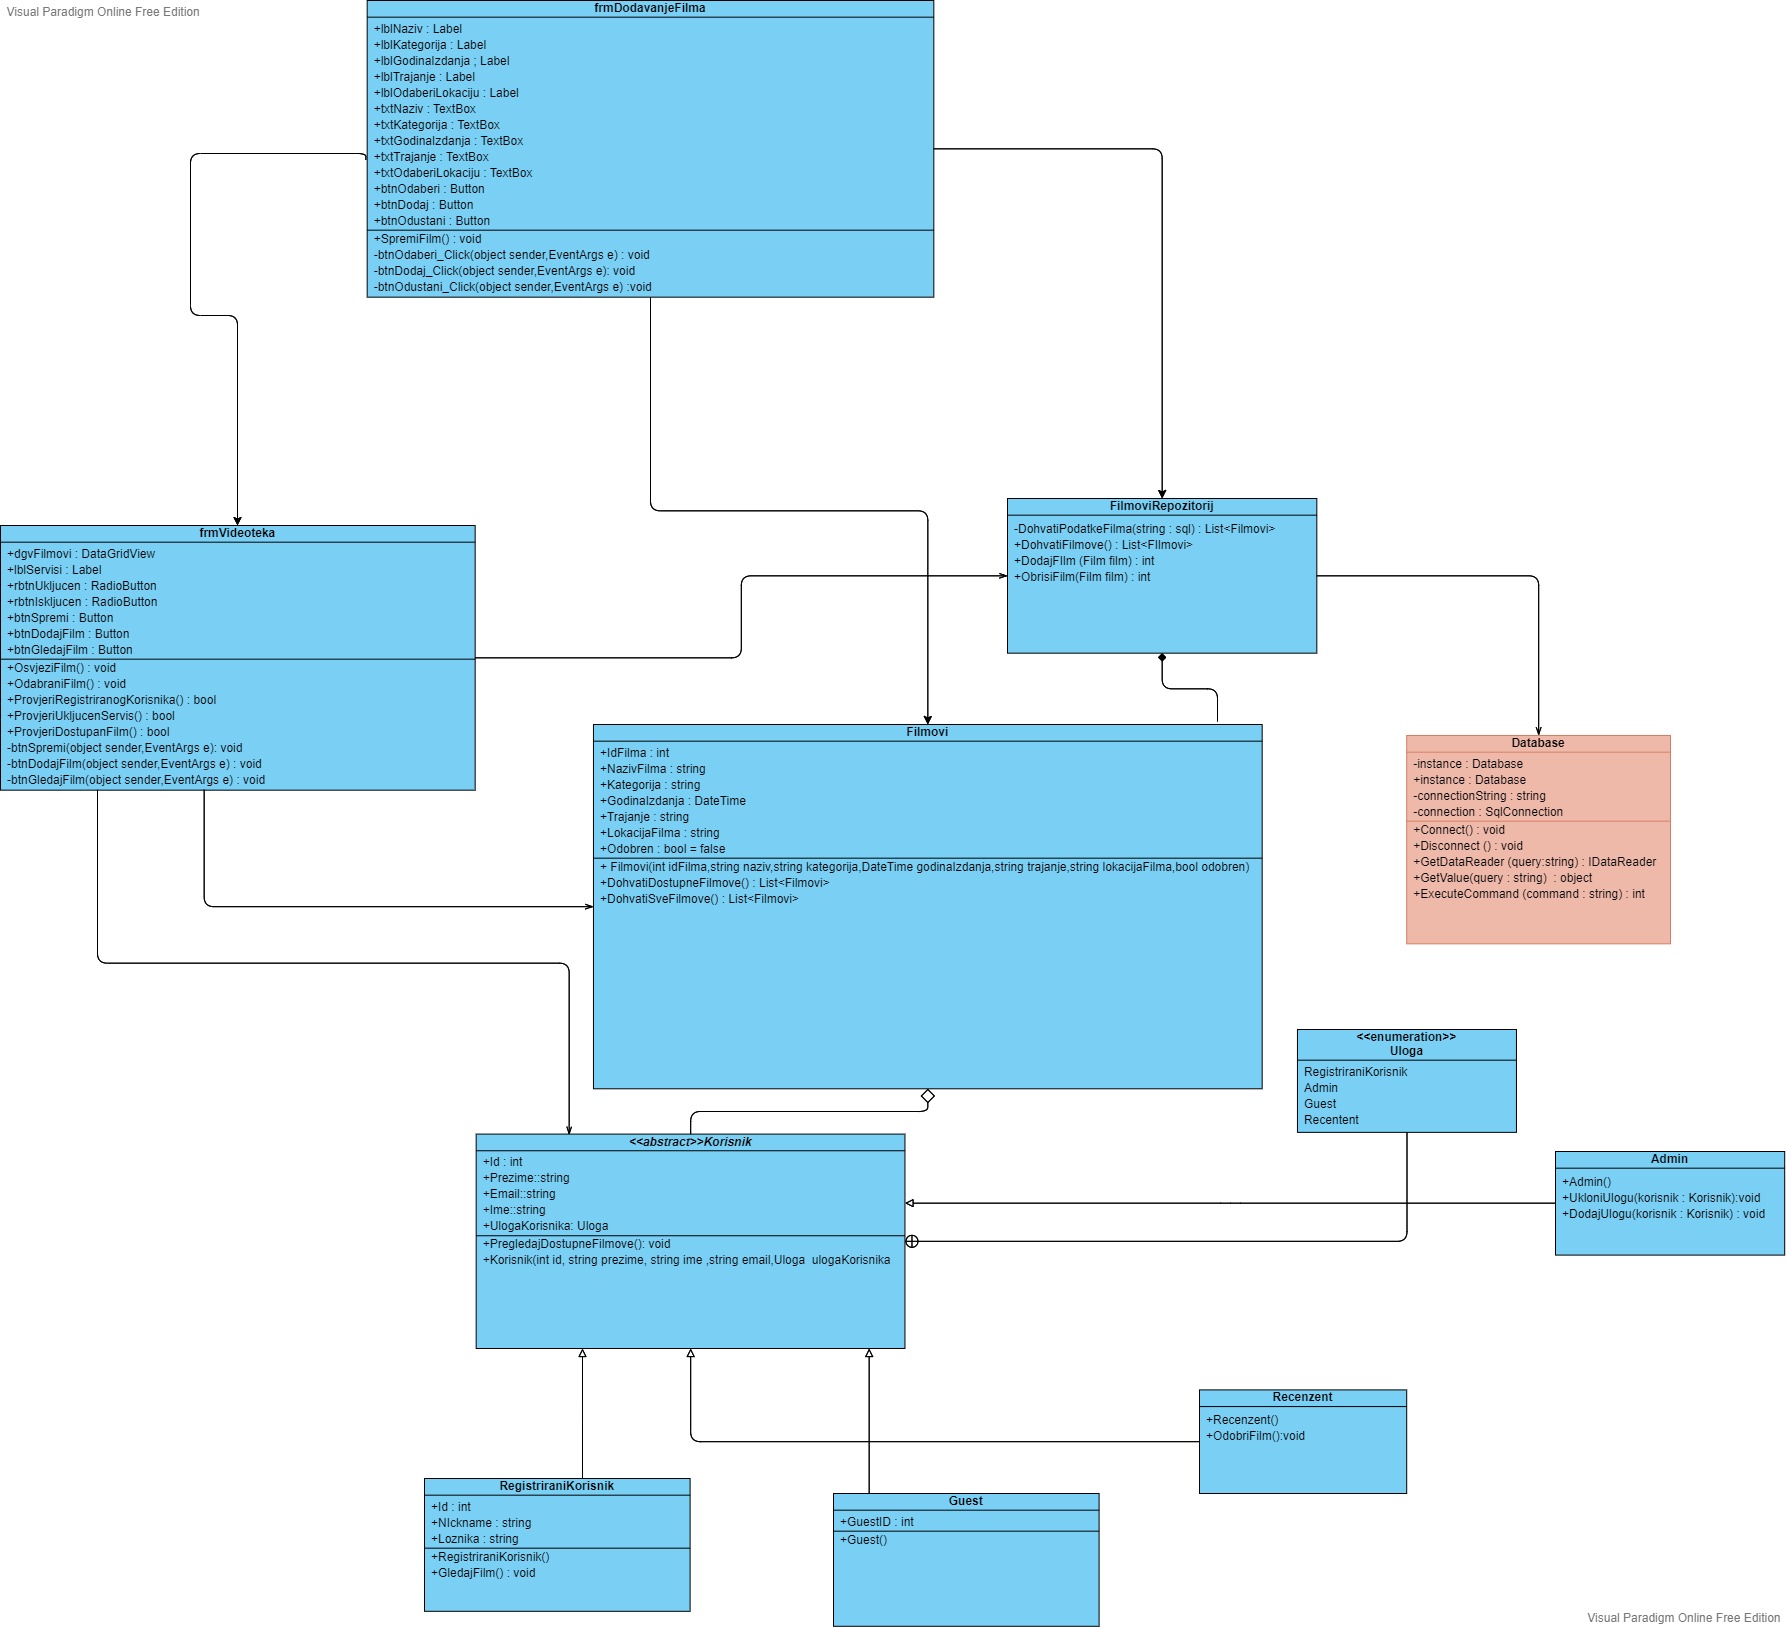 Visual Paradigm Online Free Edition
frmDodavanjeFilma
+lblNaziv : Label
+lblKategorija : Label
+lblGodinaIzdanja ; Label
+lblTrajanje : Label
+lblOdaberiLokaciju : Label
+txtNaziv : TextBox
+txtKategorija : TextBox
+txtGodinaIzdanja : TextBox
+txtTrajanje : TextBox
+txtOdaberiLokaciju : TextBox
+btnOdaberi : Button
+btnDodaj : Button
+btnOdustani : Button
+SpremiFilm() : void
-btnOdaberi_Click(object sender,EventArgs e) : void
-btnDodaj_Click(object sender,EventArgs e): void
-btnOdustani_Click(object sender,EventArgs e) :void
FilmoviRepozitorij
-DohvatiPodatkeFilma(string : sql) : List<Filmovi>
+DohvatiFilmove() : List<FIlmovi>
+DodajFIlm (Film film) : int
+ObrisiFilm(Film film) : int
frmVideoteka
+dgvFilmovi : DataGridView
+lblServisi : Label
+rbtnUkljucen : RadioButton
+rbtnIskljucen : RadioButton
+btnSpremi : Button
+btnDodajFilm : Button
+btnGledajFilm : Button
+OsvjeziFilm() : void
+OdabraniFilm() : void
+ProvjeriRegistriranogKorisnika() : bool
+ProvjeriUkljucenServis() : bool
+ProvjeriDostupanFilm() : bool
-btnSpremi(object sender,EventArgs e): void
-btnDodajFilm(object sender,EventArgs e) : void
-btnGledajFilm(object sender,EventArgs e) : void
Filmovi
+IdFilma : int
+NazivFilma : string
+Kategorija : string
+GodinaIzdanja : DateTime
+Trajanje : string
+LokacijaFilma : string
+Odobren : bool = false
+ Filmovi(int idFilma,string naziv,string kategorija,DateTime godinaIzdanja,string trajanje,string lokacijaFilma,bool odobren)
+DohvatiDostupneFilmove() : List<Filmovi>
+DohvatiSveFilmove() : List<Filmovi>
Database
-instance : Database
+instance : Database
-connectionString : string
-connection : SqlConnection
+Connect() : void
+Disconnect () : void
+GetDataReader (query:string) : IDataReader
+GetValue(query : string)  : object
+ExecuteCommand (command : string) : int
<<enumeration>>
Uloga
RegistriraniKorisnik
Admin
Guest
Recentent
<<abstract>>Korisnik
+Id : int
+Prezime::string
+Email::string
+Ime::string
+UlogaKorisnika: Uloga
+PregledajDostupneFilmove(): void
+Korisnik(int id, string prezime, string ime ,string email,Uloga  ulogaKorisnika
Admin
+Admin()
+UkloniUlogu(korisnik : Korisnik):void
+DodajUlogu(korisnik : Korisnik) : void
Recenzent
+Recenzent()
+OdobriFilm():void
RegistriraniKorisnik
+Id : int
+NIckname : string
+Loznika : string
+RegistriraniKorisnik()
+GledajFilm() : void
Guest
+GuestID : int
+Guest()
Visual Paradigm Online Free Edition